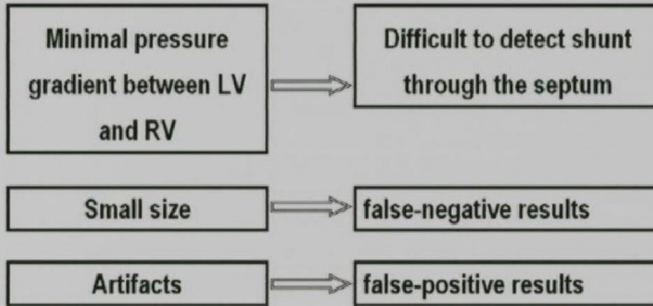 Minimal pressure
gradient between LV
and RV
Difficult to detect shunt
through the septum
Small size
false-negative results
Artifacts
false-positive results